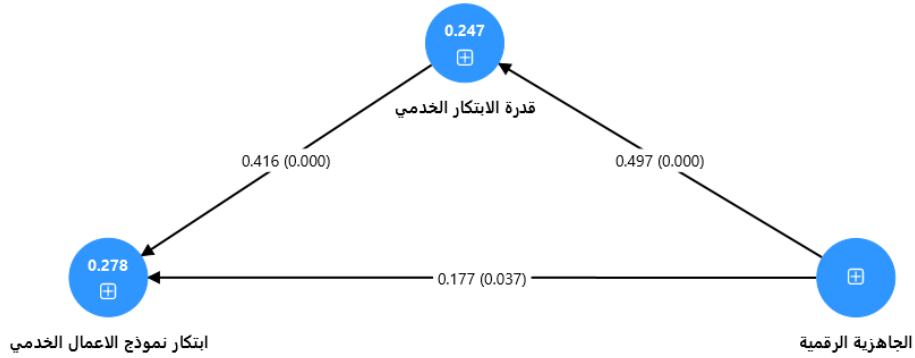 0.247
قدرة الابتكار الخدمي
0.416 (0.000)
0.497 (0.000)
0.278
0.177 (0.037)
ابتكار نموذج الاعمال الخدمي
الجاهزية الرقمية